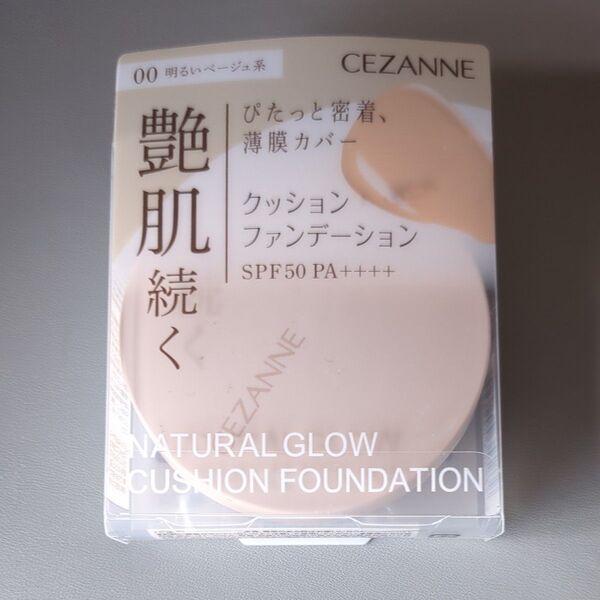 00 明るいベージュ系
CEZANNE
艶肌続く
ぴたっと密着、
薄膜カバー
クッション
ファンデーション
SPF50 PA++++
CEZANNE
NATURAL GLOW
CUSHION FOUNDATION